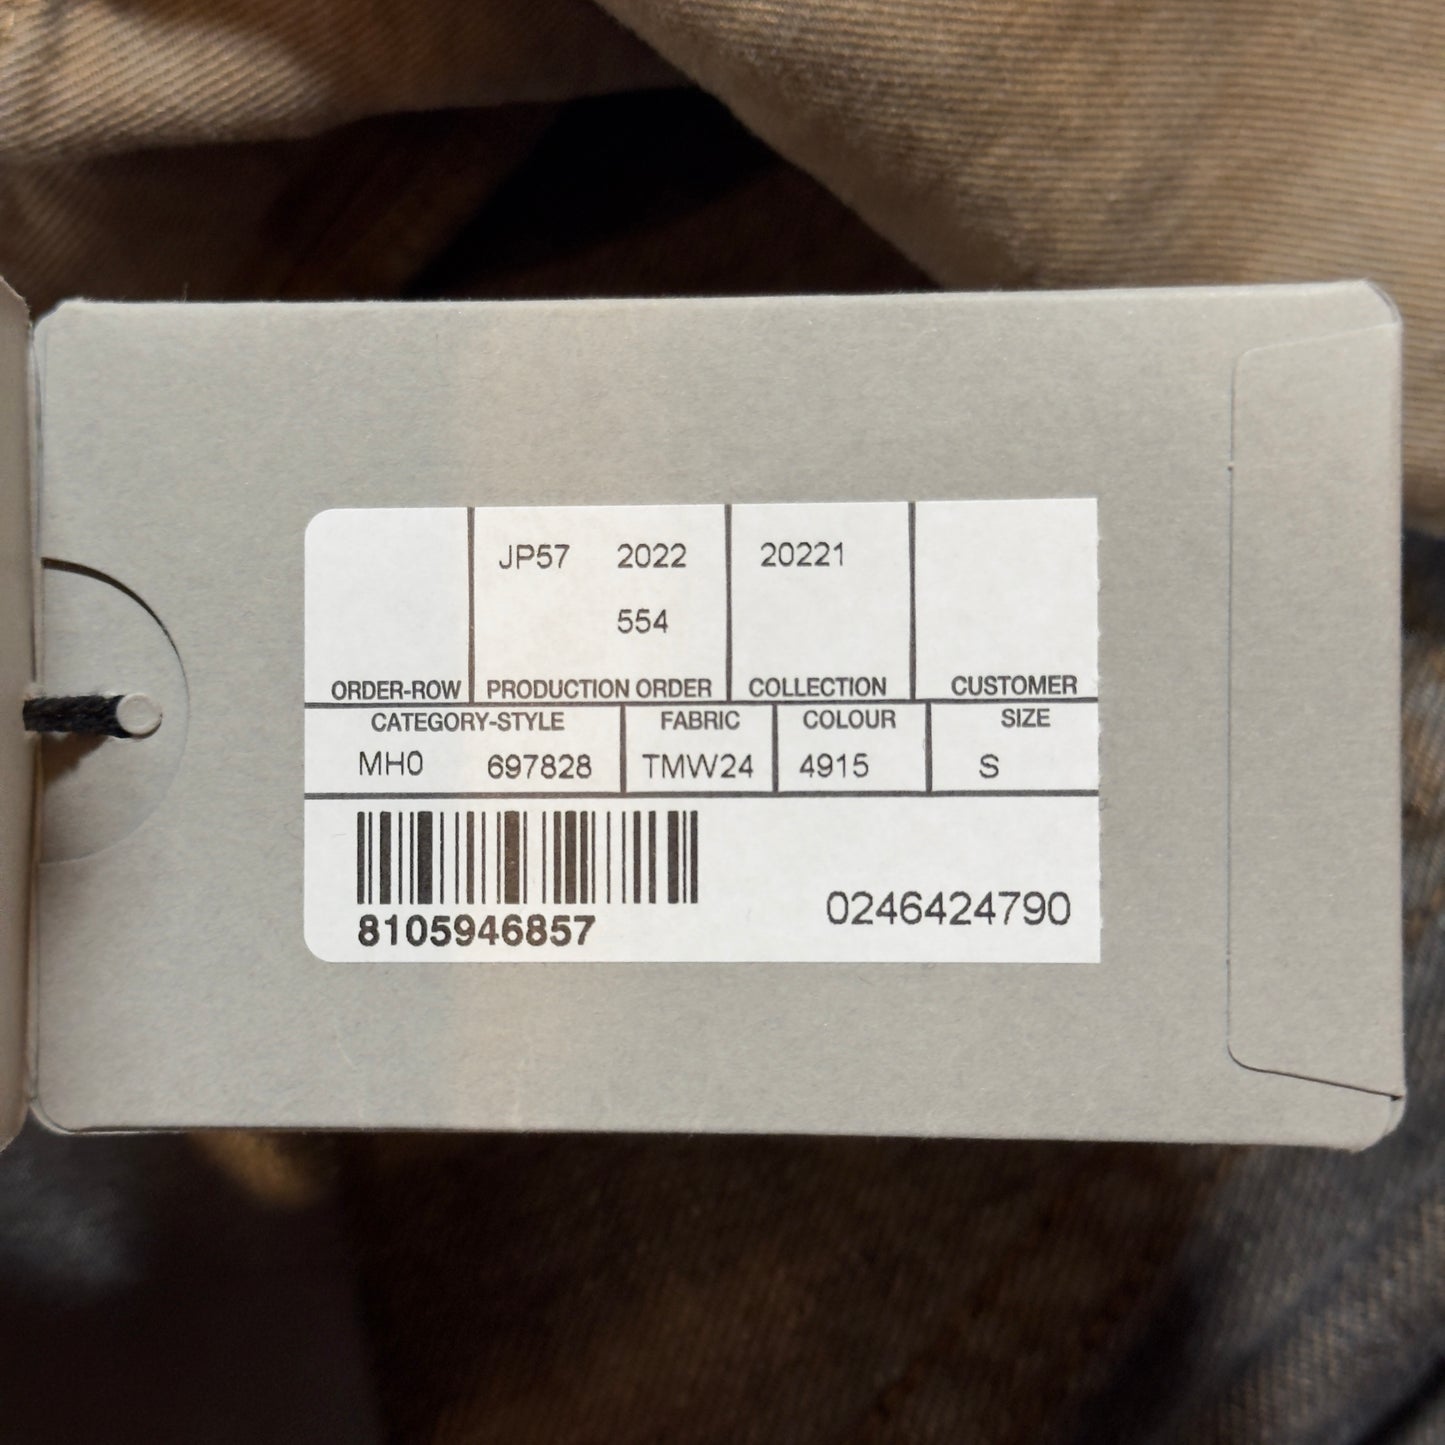 JP57 2022 20221
554
ORDER-ROW PRODUCTION ORDER COLLECTION CUSTOMER
CATEGORY-STYLE FABRIC COLOUR SIZE
MH0 697828 TMW24 4915 S
8105946857 0246424790